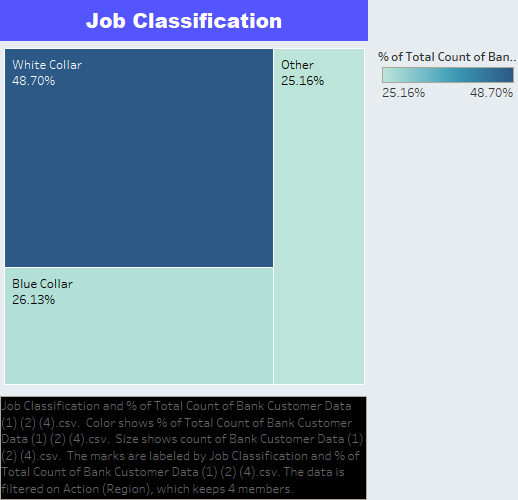 Job Classification
White Collar
48.70%
Other
25.16%
Blue Collar
26.13%
% of Total Count of Ban..
25.16%
48.70%
Job Classification and % of Total Count of Bank Customer Data
(1) (2) (4).csv.  Color shows % of Total Count of Bank Customer
Data (1) (2) (4).csv.  Size shows count of Bank Customer Data (1)
(2) (4).csv.  The marks are labeled by Job Classification and % of
Total Count of Bank Customer Data (1) (2) (4).csv. The data is
filtered on Action (Region), which keeps 4 members.